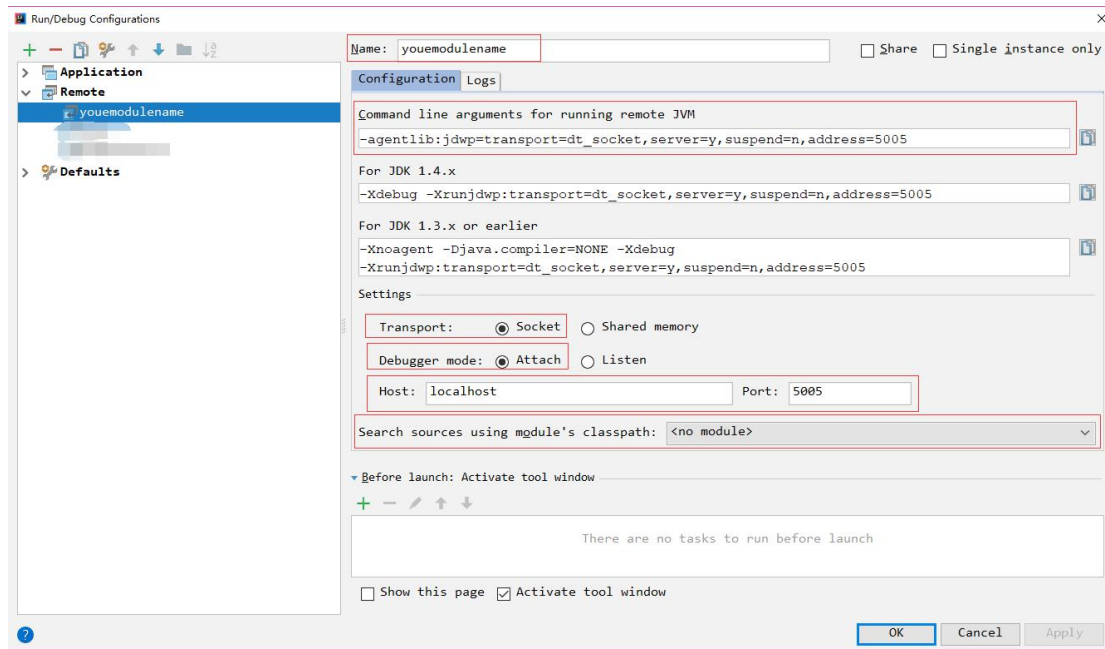 Run/Debug Configurations
Name: youemodulename
Share
Single instance only
Application
Remote
youemodulename
Defaults
Configuration
Logs
Command line arguments for running remote JVM
-agentlib:jdwp=transport=dt_socket,server=y,suspend=n,address=5005
For JDK 1.4.x
-Xdebug -Xrunjdwp:transport=dt_socket,server=y,suspend=n,address=5005
For JDK 1.3.x or earlier
-Xnoagent -Djava.compiler=NONE -Xdebug
-Xrunjdwp:transport=dt_socket,server=y,suspend=n,address=5005
Settings
Transport: Socket Shared memory
Debugger mode: Attach Listen
Host: localhost Port: 5005
Search sources using module's classpath: <no module>
Before launch: Activate tool window
There are no tasks to run before launch
Show this page Activate tool window
OK Cancel Apply